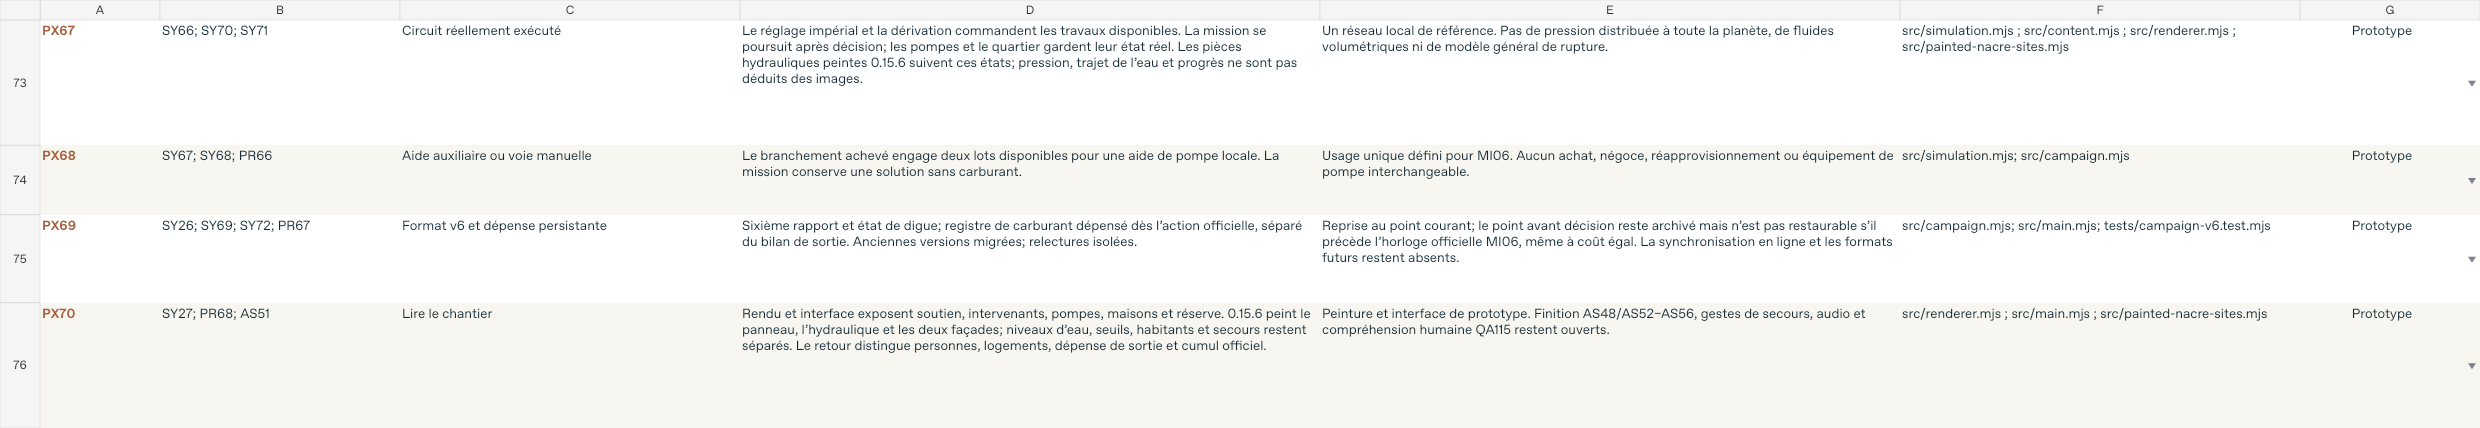 A B C D E F G
73
PX67
SY66; SY70; SY71
Circuit réellement exécuté
Le réglage impérial et la dérivation commandent les travaux disponibles. La mission se
poursuit après décision; les pompes et le quartier gardent leur état réel. Les pièces
hydrauliques peintes 0.15.6 suivent ces états; pression, trajet de l’eau et progrès ne sont pas
déduits des images.
Un réseau local de référence. Pas de pression distribuée à toute la planète, de fluides
volumétriques ni de modèle général de rupture.
src/simulation.mjs ; src/content.mjs ; src/renderer.mjs ;
src/painted-nacre-sites.mjs
Prototype
74
PX68
SY67; SY68; PR66
Aide auxiliaire ou voie manuelle
Le branchement achevé engage deux lots disponibles pour une aide de pompe locale. La
mission conserve une solution sans carburant.
Usage unique défini pour MI06. Aucun achat, négoce, réapprovisionnement ou équipement de
pompe interchangeable.
src/simulation.mjs; src/campaign.mjs
Prototype
75
PX69
SY26; SY69; SY72; PR67
Format v6 et dépense persistante
Sixième rapport et état de digue; registre de carburant dépensé dès l’action officielle, séparé
du bilan de sortie. Anciennes versions migrées; relectures isolées.
Reprise au point courant; le point avant décision reste archivé mais n’est pas restaurable s’il
précède l’horloge officielle MI06, même à coût égal. La synchronisation en ligne et les formats
futurs restent absents.
src/campaign.mjs; src/main.mjs; tests/campaign-v6.test.mjs
Prototype
76
PX70
SY27; PR68; AS51
Lire le chantier
Rendu et interface exposent soutien, intervenants, pompes, maisons et réserve. 0.15.6 peint le
panneau, l’hydraulique et les deux façades; niveaux d’eau, seuils, habitants et secours restent
séparés. Le retour distingue personnes, logements, dépense de sortie et cumul officiel.
Peinture et interface de prototype. Finition AS48/AS52–AS56, gestes de secours, audio et
compréhension humaine QA115 restent ouverts.
src/renderer.mjs ; src/main.mjs ; src/painted-nacre-sites.mjs
Prototype